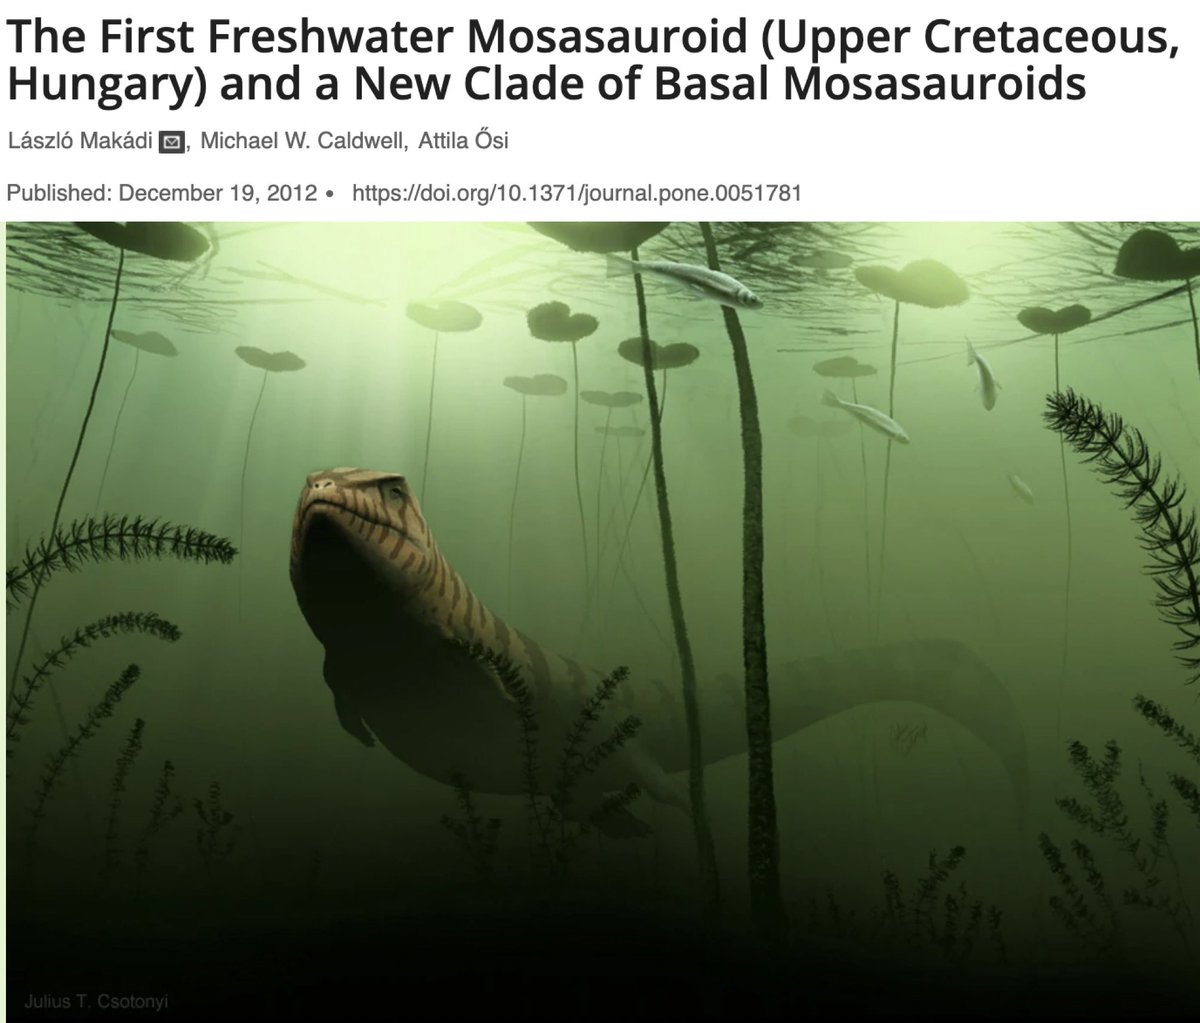 The First Freshwater Mosasauroid (Upper Cretaceous,
Hungary) and a New Clade of Basal Mosasauroids
László Makádi, Michael W. Caldwell, Attila Ősi
Published: December 19, 2012 • https://doi.org/10.1371/journal.pone.0051781
Julius T. Csotonyi